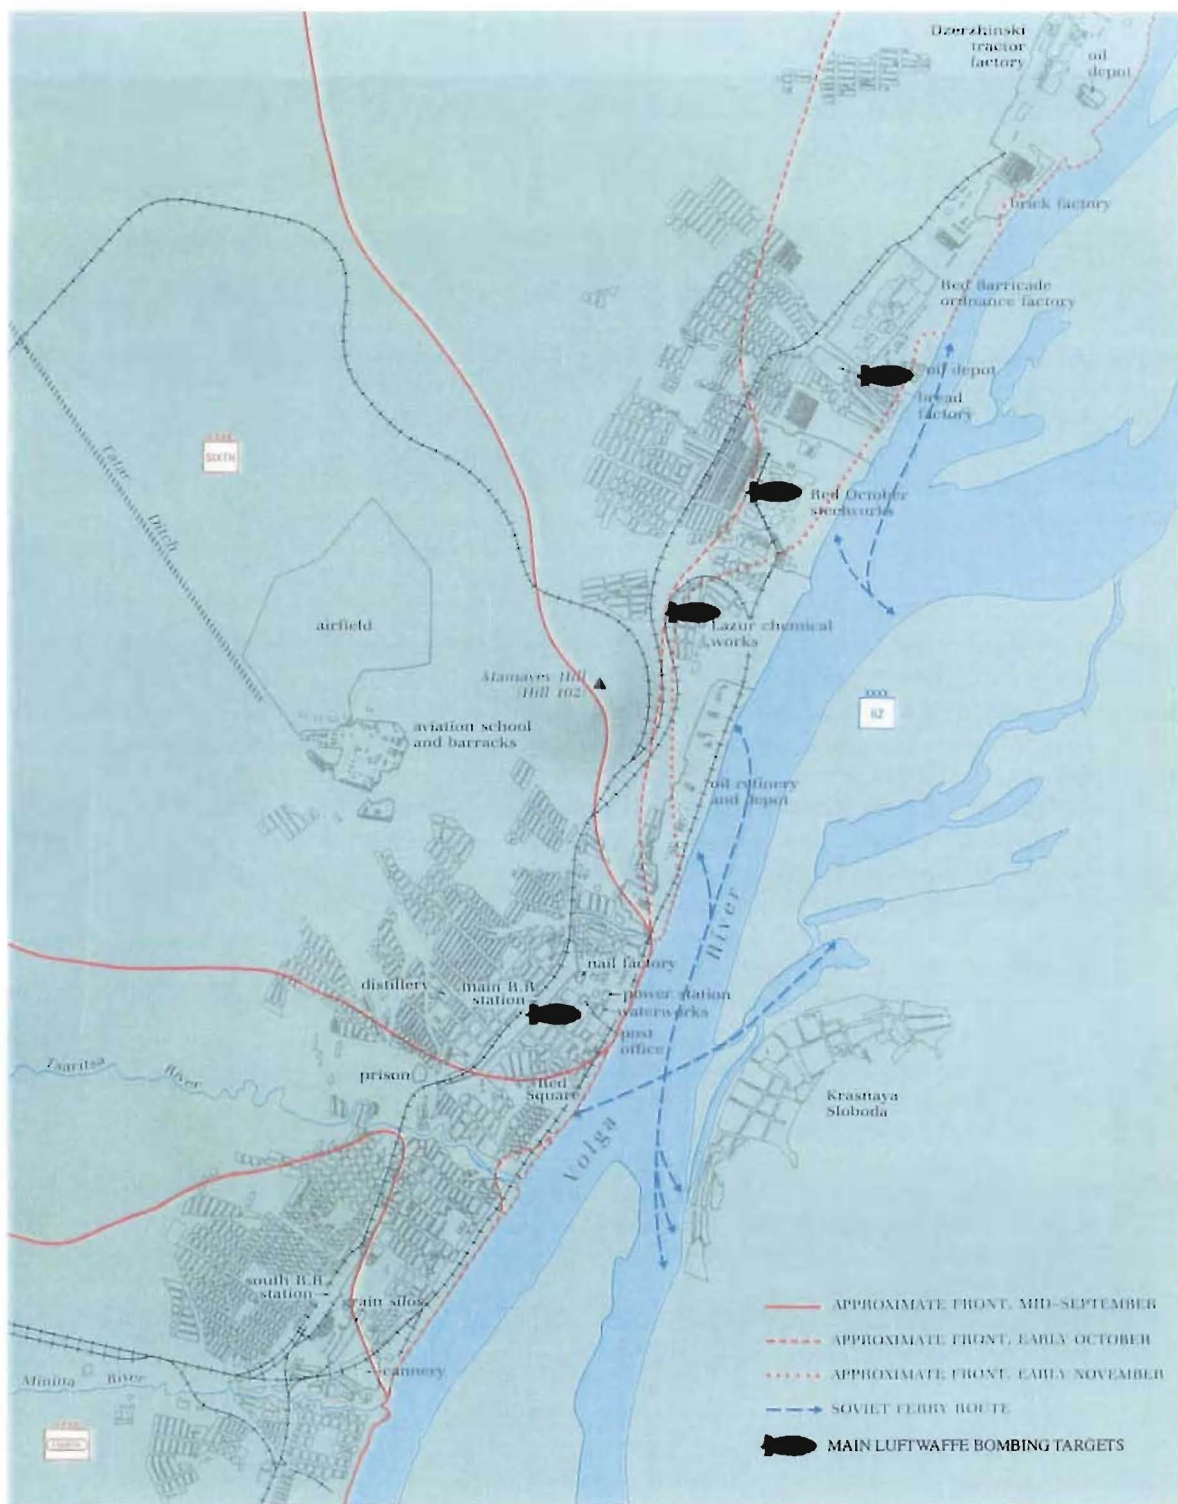 Dzerzhinski
tractor
factory
oil
depot
brick factory
Red Barricade
ordnance factory
oil depot
bread
factory
SIXTH
Tatar
Ditch
Red October
steelworks
airfield
Lazur chemical
works
Mamayev Hill
(Hill 102)
62
aviation school
and barracks
oil refinery
and depot
River
nail factory
distillery
main R.R.
station
power station
waterworks
post
office
Tsaritsa
River
prison
Red
Square
Krasnaya
Sloboda
Volga
south R.R.
station
ain silos
cannery
Minina River
APPROXIMATE FRONT, MID-SEPTEMBER
APPROXIMATE FRONT, EARLY OCTOBER
APPROXIMATE FRONT, EARLY NOVEMBER
SOVIET FERRY ROUTE
MAIN LUFTWAFFE BOMBING TARGETS